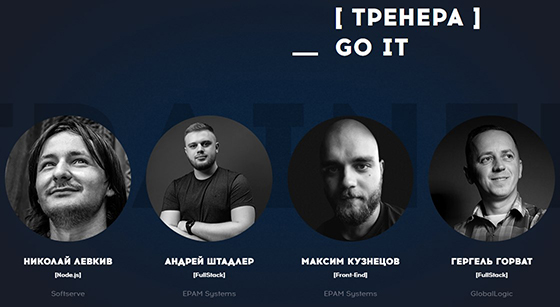 [ ТРЕНЕРА ]
GO IT
НИКОЛАЙ ЛЕВКИВ
[Node.js]
Softserve
АНДРЕЙ ШТАДЛЕР
[FullStack]
EPAM Systems
МАКСИМ КУЗНЕЦОВ
[Front-End]
EPAM Systems
ГЕРГЕЛЬ ГОРВАТ
[FullStack]
GlobalLogic